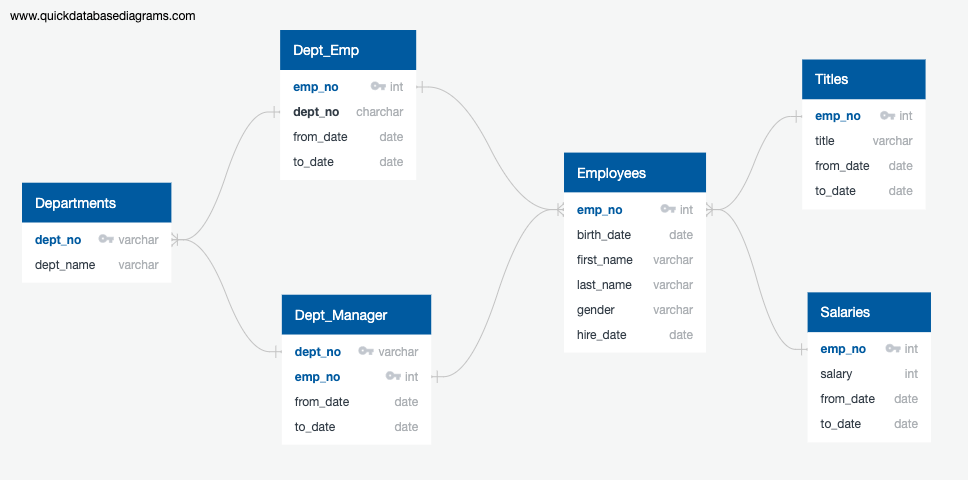 www.quickdatabasediagrams.com
Dept_Emp
emp_no int
dept_no charchar
from_date date
to_date date
Titles
emp_no int
title varchar
from_date date
to_date date
Employees
emp_no int
birth_date date
first_name varchar
last_name varchar
gender varchar
hire_date date
Departments
dept_no varchar
dept_name varchar
Dept_Manager
dept_no varchar
emp_no int
from_date date
to_date date
Salaries
emp_no int
salary int
from_date date
to_date date